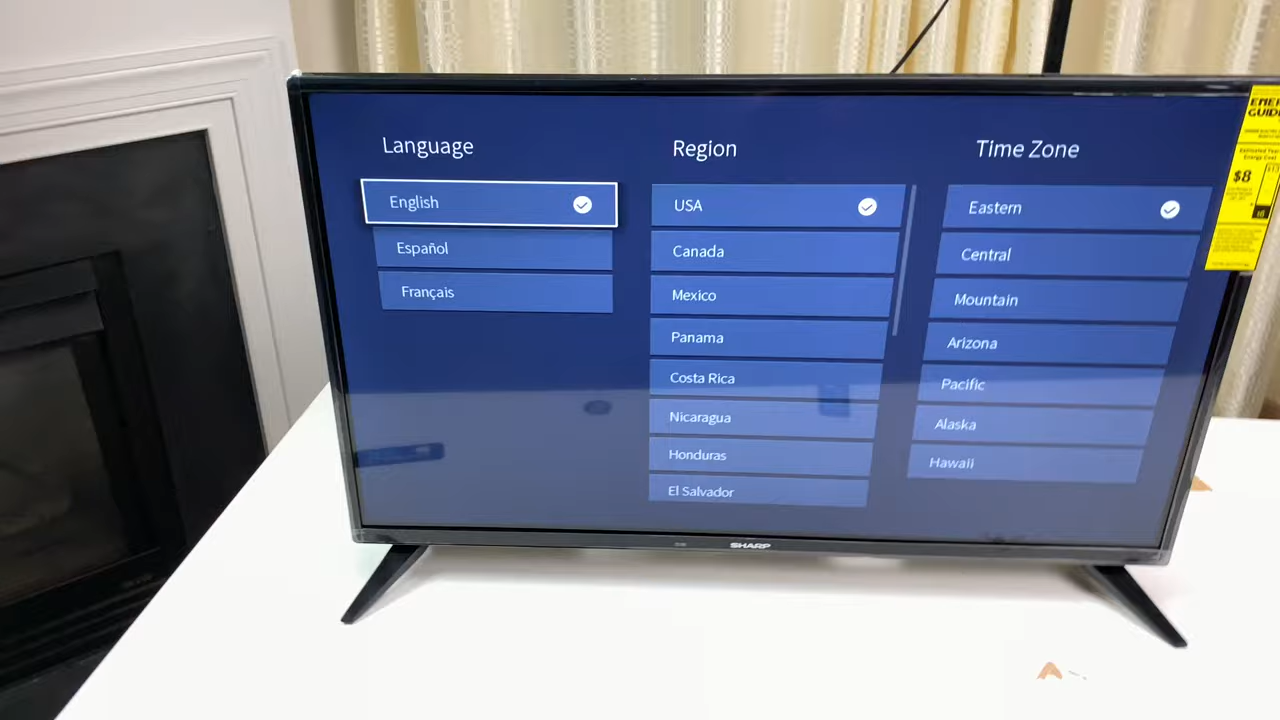 Language
English
Español
Français
Region
USA
Canada
Mexico
Panama
Costa Rica
Nicaragua
Honduras
El Salvador
Time Zone
Eastern
Central
Mountain
Arizona
Pacific
Alaska
Hawaii
SHARP
$8